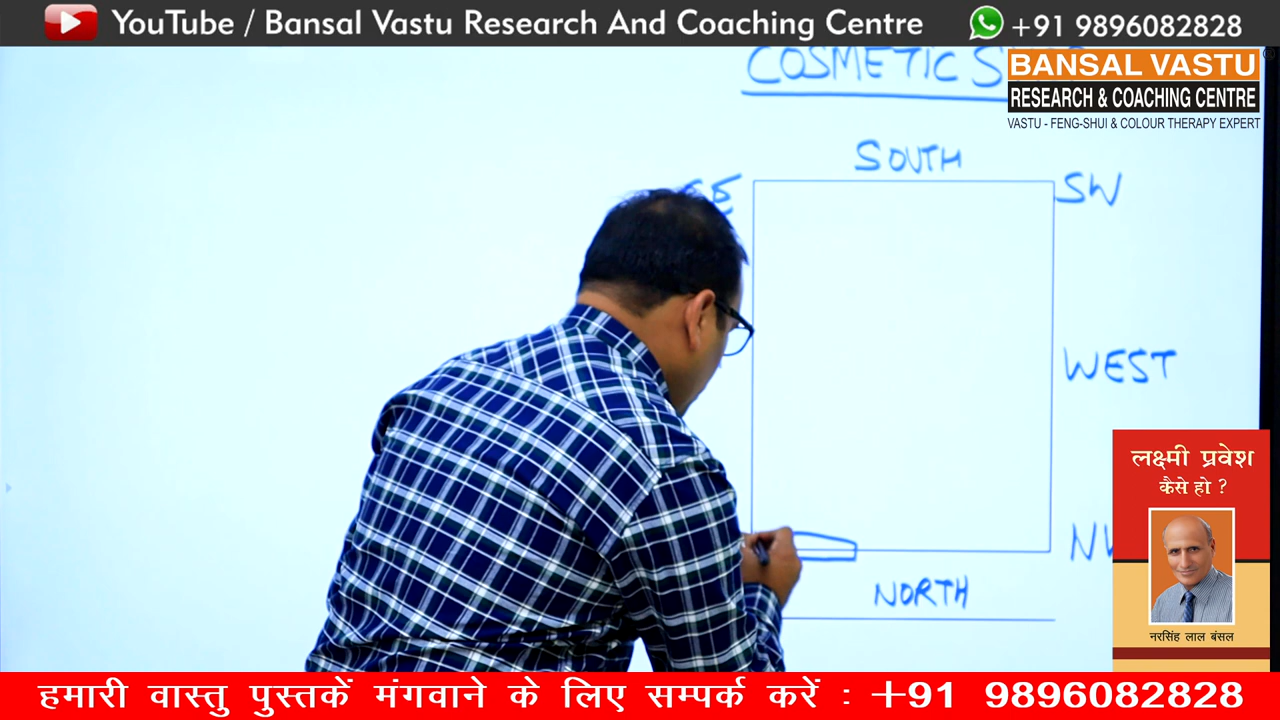 YouTube / Bansal Vastu Research And Coaching Centre
+91 9896082828
COSMETIC
BANSAL VASTU
RESEARCH & COACHING CENTRE
VASTU - FENG-SHUI & COLOUR THERAPY EXPERT
SOUTH
SE
SW
WEST
लक्ष्मी प्रवेश
कैसे हो ?
NORTH
नरसिंह लाल बंसल
हमारी वास्तु पुस्तकें मंगवाने के लिए सम्पर्क करें : +91 9896082828